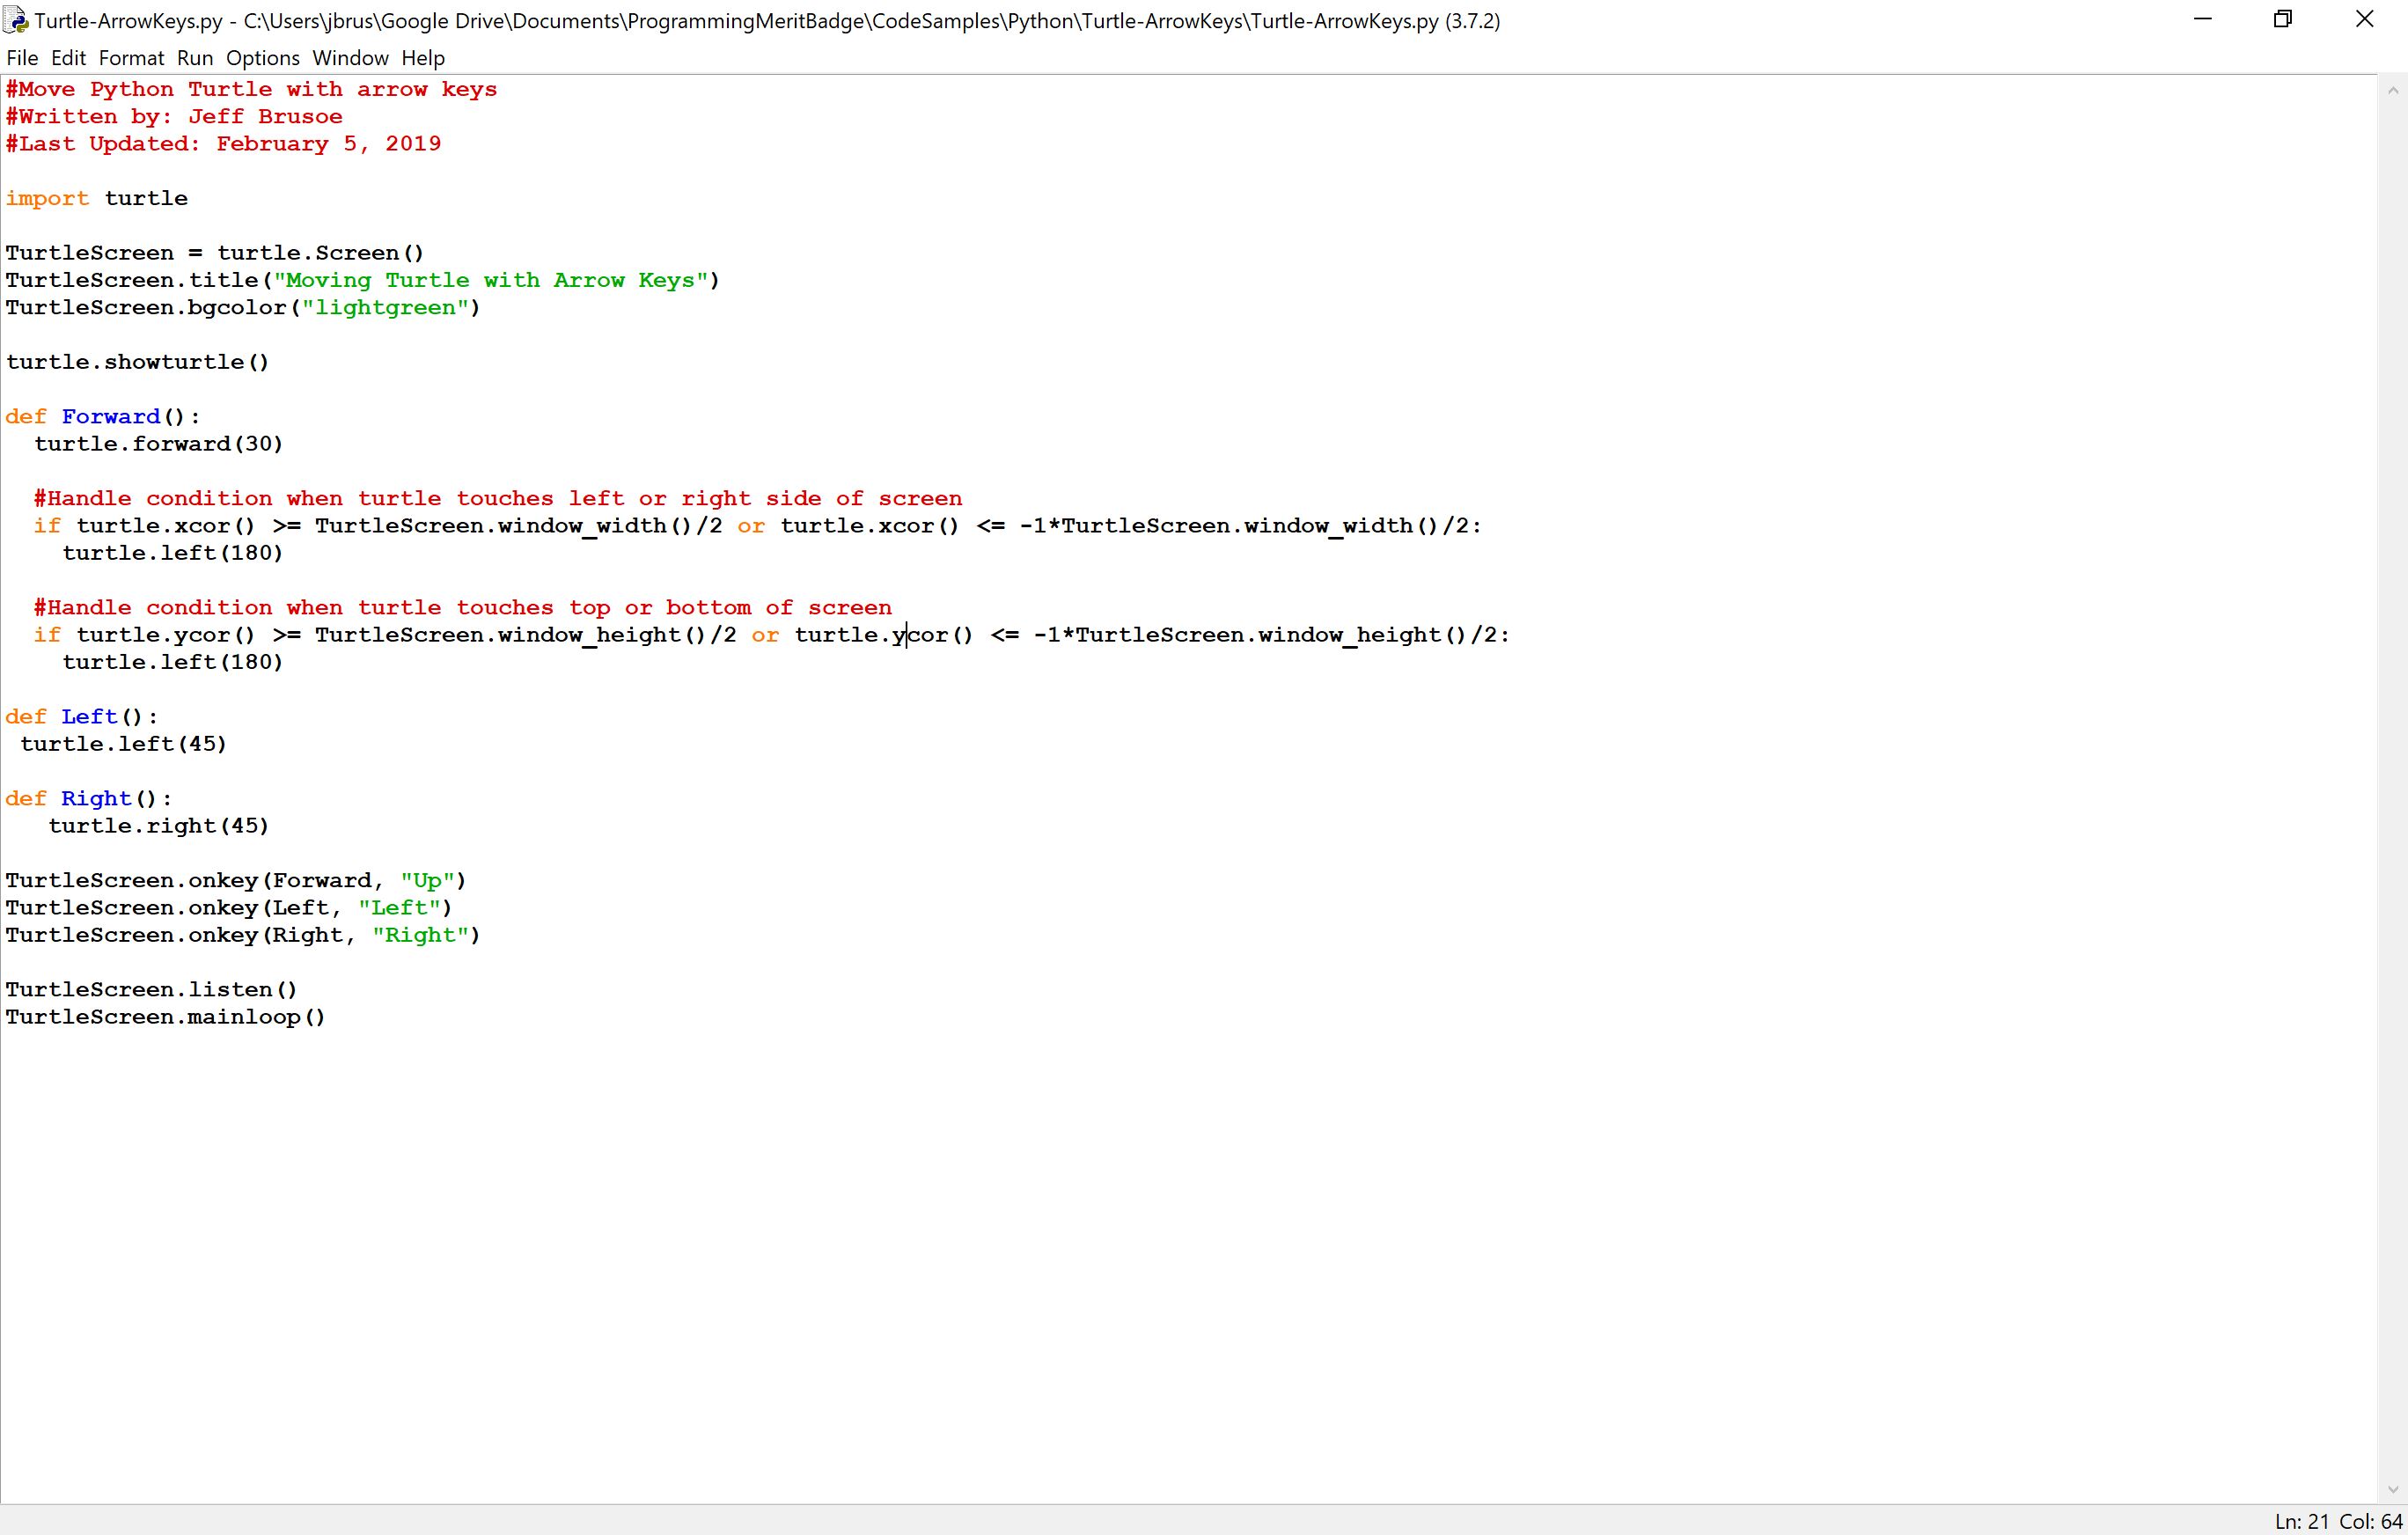 Turtle-ArrowKeys.py - C:\Users\jbrus\Google Drive\Documents\ProgrammingMeritBadge\CodeSamples\Python\Turtle-ArrowKeys\Turtle-ArrowKeys.py (3.7.2)
File Edit Format Run Options Window Help
#Move Python Turtle with arrow keys
#Written by: Jeff Brusoe
#Last Updated: February 5, 2019

import turtle

TurtleScreen = turtle.Screen()
TurtleScreen.title("Moving Turtle with Arrow Keys")
TurtleScreen.bgcolor("lightgreen")

turtle.showturtle()

def Forward():
  turtle.forward(30)

  #Handle condition when turtle touches left or right side of screen
  if turtle.xcor() >= TurtleScreen.window_width()/2 or turtle.xcor() <= -1*TurtleScreen.window_width()/2:
    turtle.left(180)

  #Handle condition when turtle touches top or bottom of screen
  if turtle.ycor() >= TurtleScreen.window_height()/2 or turtle.ycor() <= -1*TurtleScreen.window_height()/2:
    turtle.left(180)

def Left():
 turtle.left(45)

def Right():
   turtle.right(45)

TurtleScreen.onkey(Forward, "Up")
TurtleScreen.onkey(Left, "Left")
TurtleScreen.onkey(Right, "Right")

TurtleScreen.listen()
TurtleScreen.mainloop()
Ln: 21 Col: 64